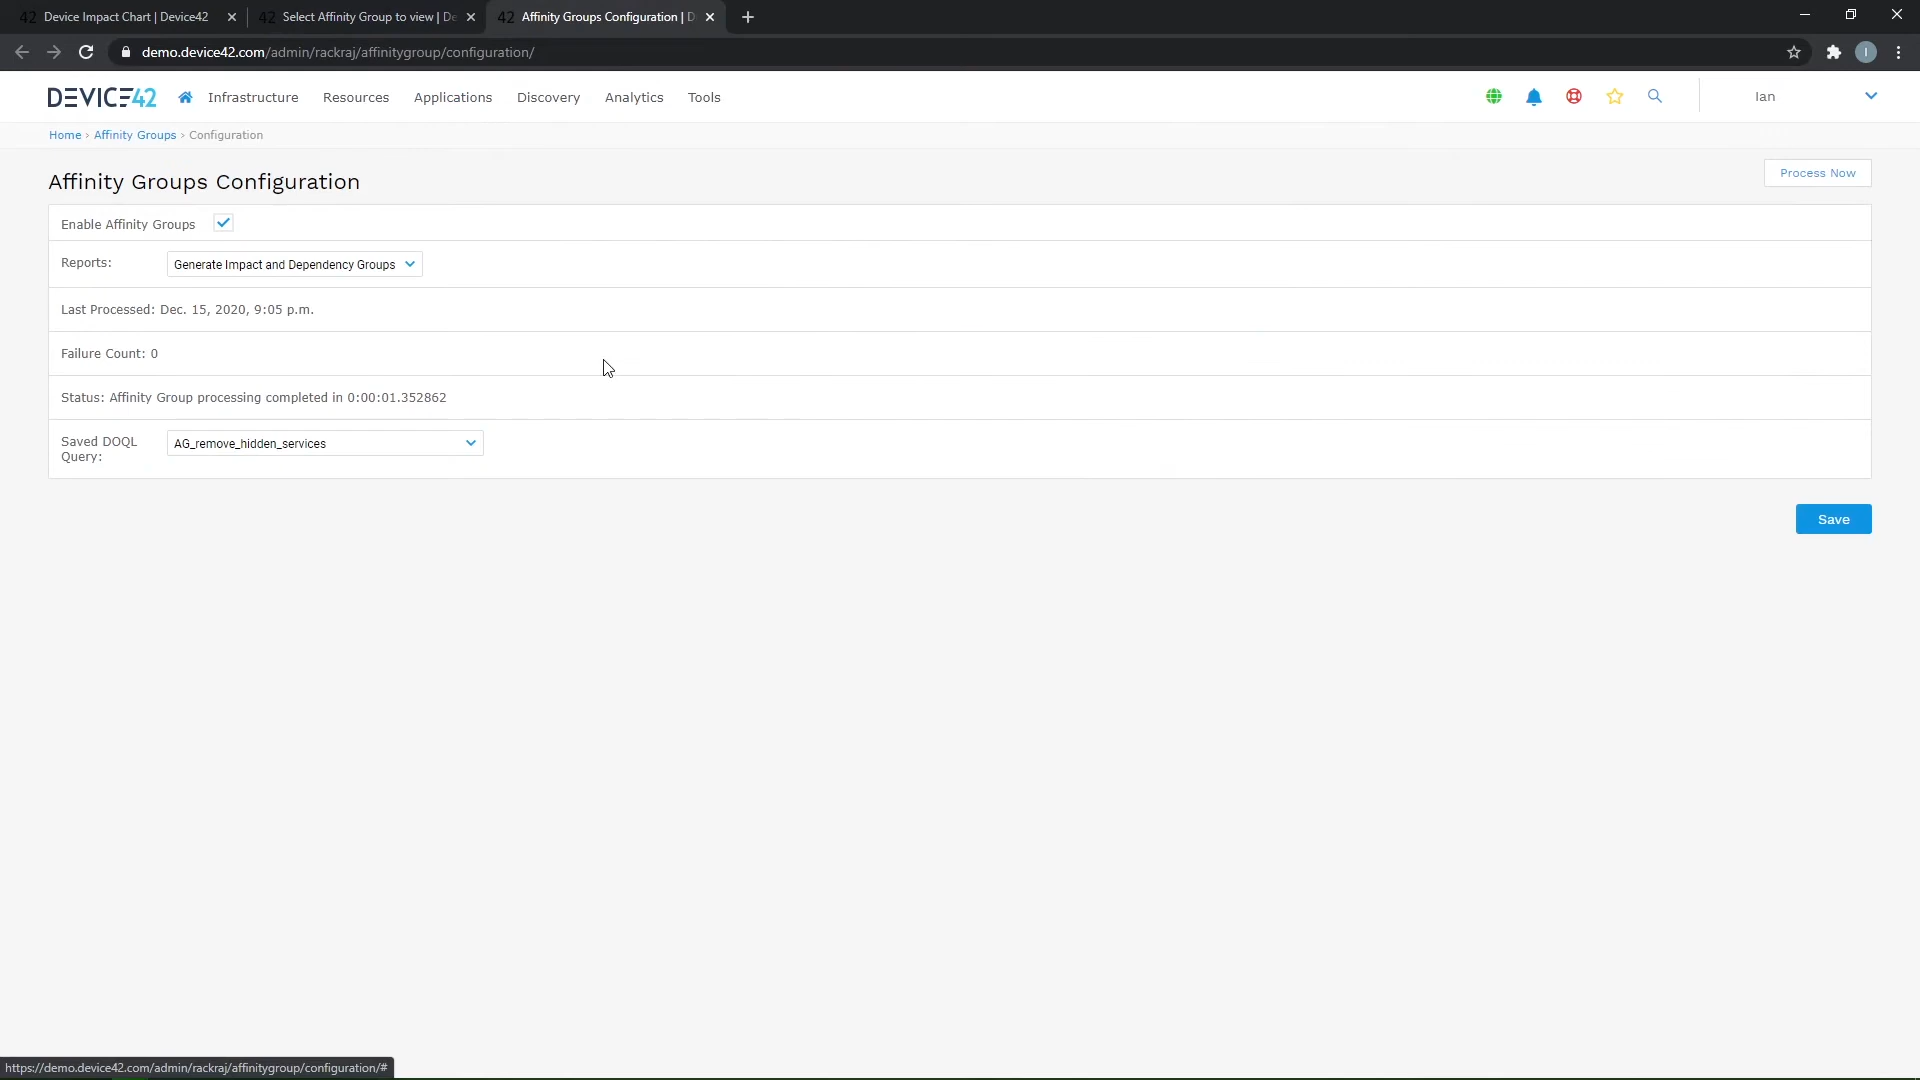 42 Device Impact Chart | Device42
42 Select Affinity Group to view | De
42 Affinity Groups Configuration | D
demo.device42.com/admin/rackraj/affinitygroup/configuration/
I
DEVICE42 Infrastructure Resources Applications Discovery Analytics Tools Ian
Home › Affinity Groups › Configuration
Affinity Groups Configuration
Process Now
Enable Affinity Groups
Reports: Generate Impact and Dependency Groups
Last Processed: Dec. 15, 2020, 9:05 p.m.
Failure Count: 0
Status: Affinity Group processing completed in 0:00:01.352862
Saved DOQL
Query:
AG_remove_hidden_services
Save
https://demo.device42.com/admin/rackraj/affinitygroup/configuration/#